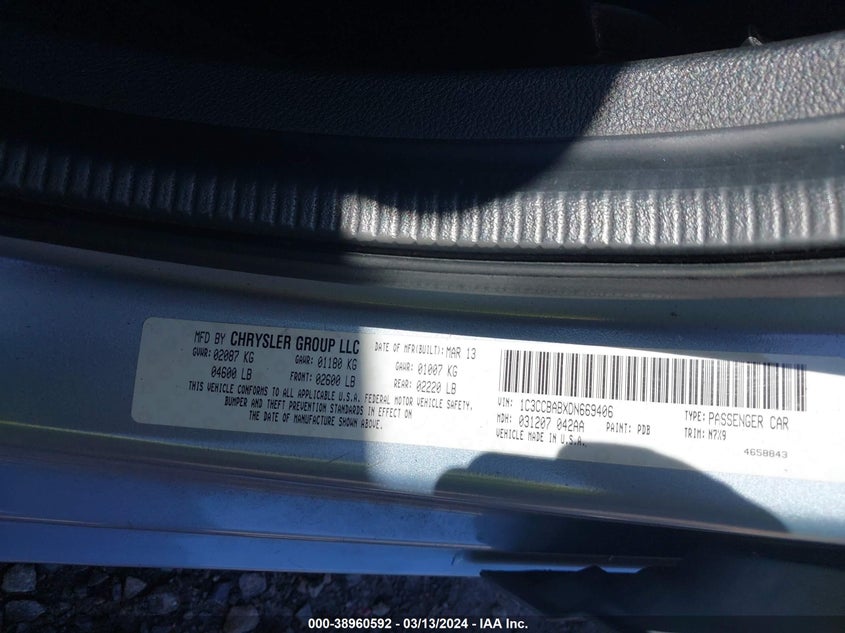 MFD BY CHRYSLER GROUP LLC
DATE OF MFR(BUILT): MAR 13
GVWR: 02087 KG
GAWR: 01180 KG
GAWR: 01007 KG
04600 LB
FRONT: 02600 LB
REAR: 02220 LB
THIS VEHICLE CONFORMS TO ALL APPLICABLE U.S.A. FEDERAL MOTOR VEHICLE SAFETY,
BUMPER AND THEFT PREVENTION STANDARDS IN EFFECT ON
THE DATE OF MANUFACTURE SHOWN ABOVE.
VIN: 1C3CCBABXDN669406
TYPE: PASSENGER CAR
MDH: 031207 042AA
PAINT: PDB
TRIM: N7X9
VEHICLE MADE IN U.S.A.
4658843
000-38960592 / 03/13/2024 - IAA Inc.